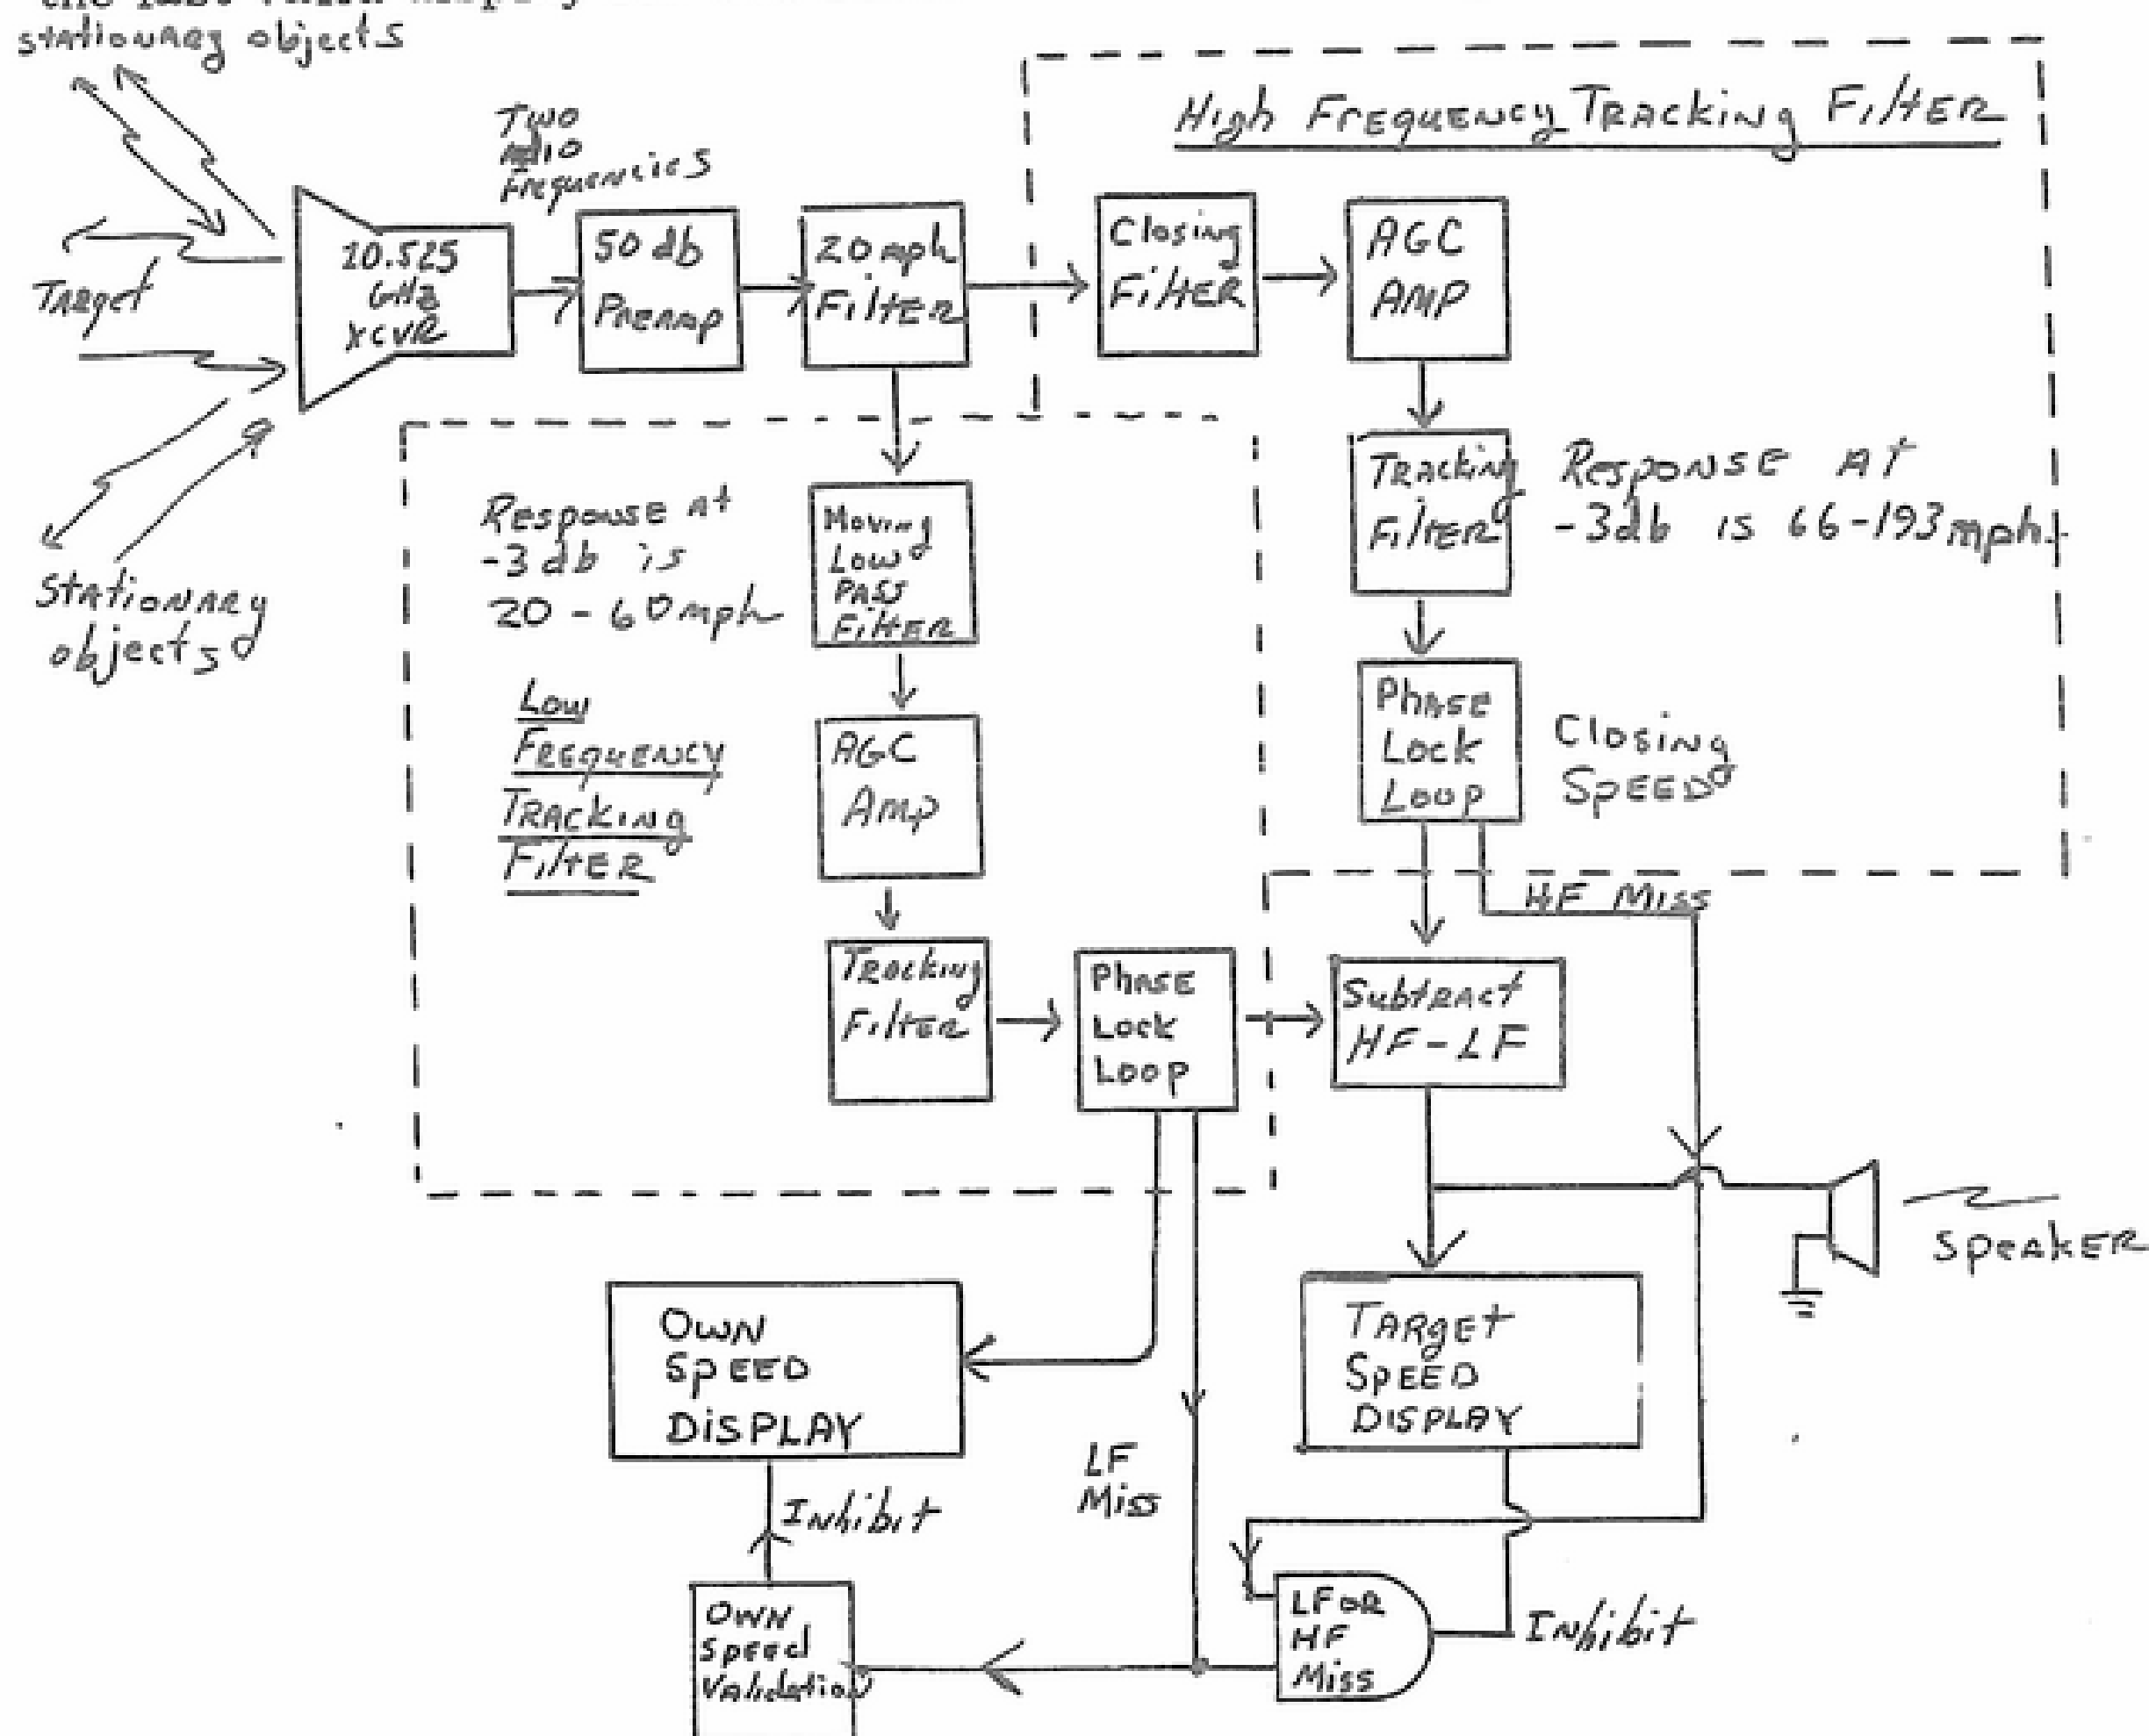 stationary objects
High Frequency Tracking Filter
Two
Audio
Frequencies
10.525
GHz
XCVR
50 db
Preamp
20 mph
Filter
Closing
Filter
AGC
AMP
Target
Stationary
objects
Response at
-3 db is
20 - 60 mph
Moving
Low
Pass
Filter
Tracking
Filter
Response at
-3db is 66-193 mph
Low
Frequency
Tracking
Filter
AGC
Amp
Phase
Lock
Loop
Closing
Speed
HF Miss
Tracking
Filter
Phase
Lock
Loop
Subtract
HF-LF
Speaker
Own
Speed
Display
Target
Speed
Display
LF
Miss
Inhibit
Own
Speed
Validation
LF or
HF
Miss
Inhibit